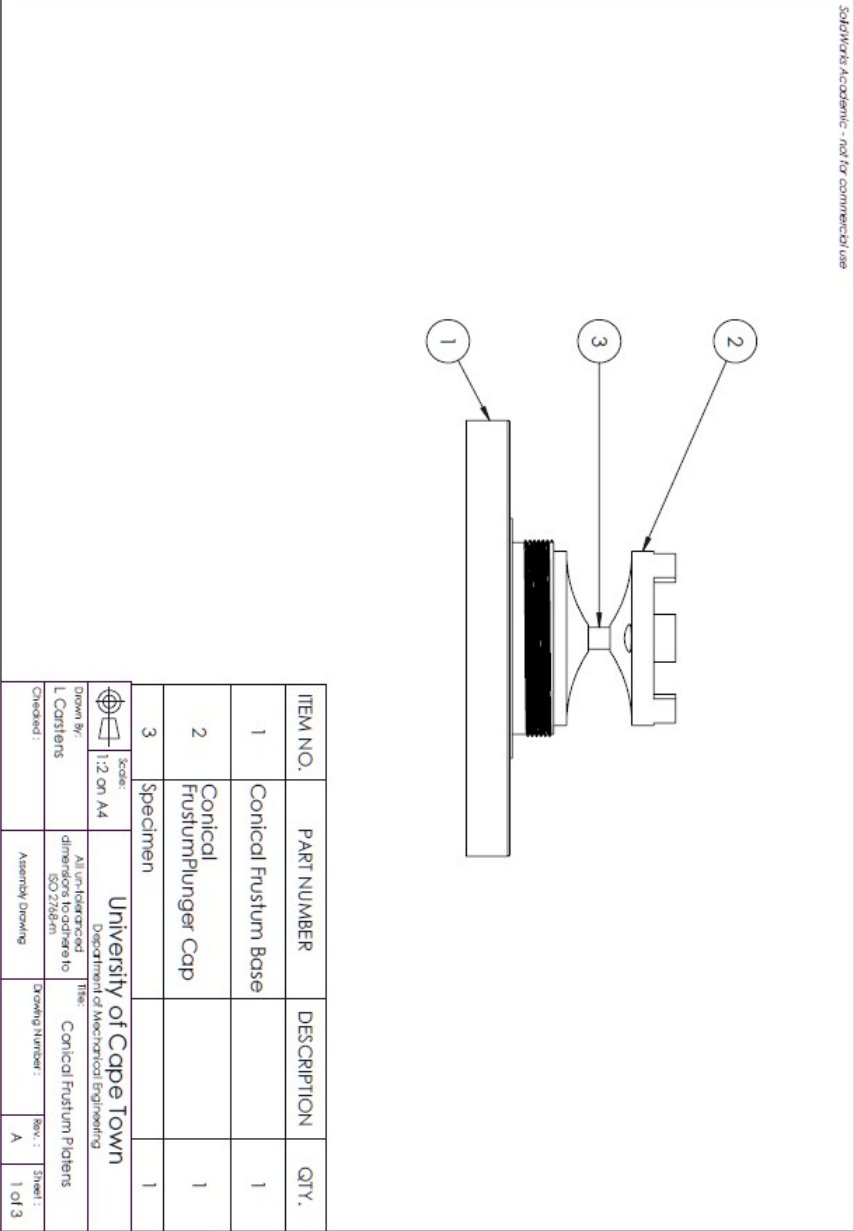 SolidWorks Academic - not for commercial use
2
3
1
ITEM NO. PART NUMBER DESCRIPTION QTY.
1 Conical Frustum Base 1
2 Conical
FrustumPlunger Cap 1
3 Specimen 1
Scale:
1:2 on A4
University of Cape Town
Department of Mechanical Engineering
Drawn By:
L Carstens
All un-toleranced
dimensions to adhere to
ISO 2768-m
Title:
Conical Frustum Platens
Checked :
Assembly Drawing
Drawing Number :
Rev. :
A
Sheet :
1 of 3